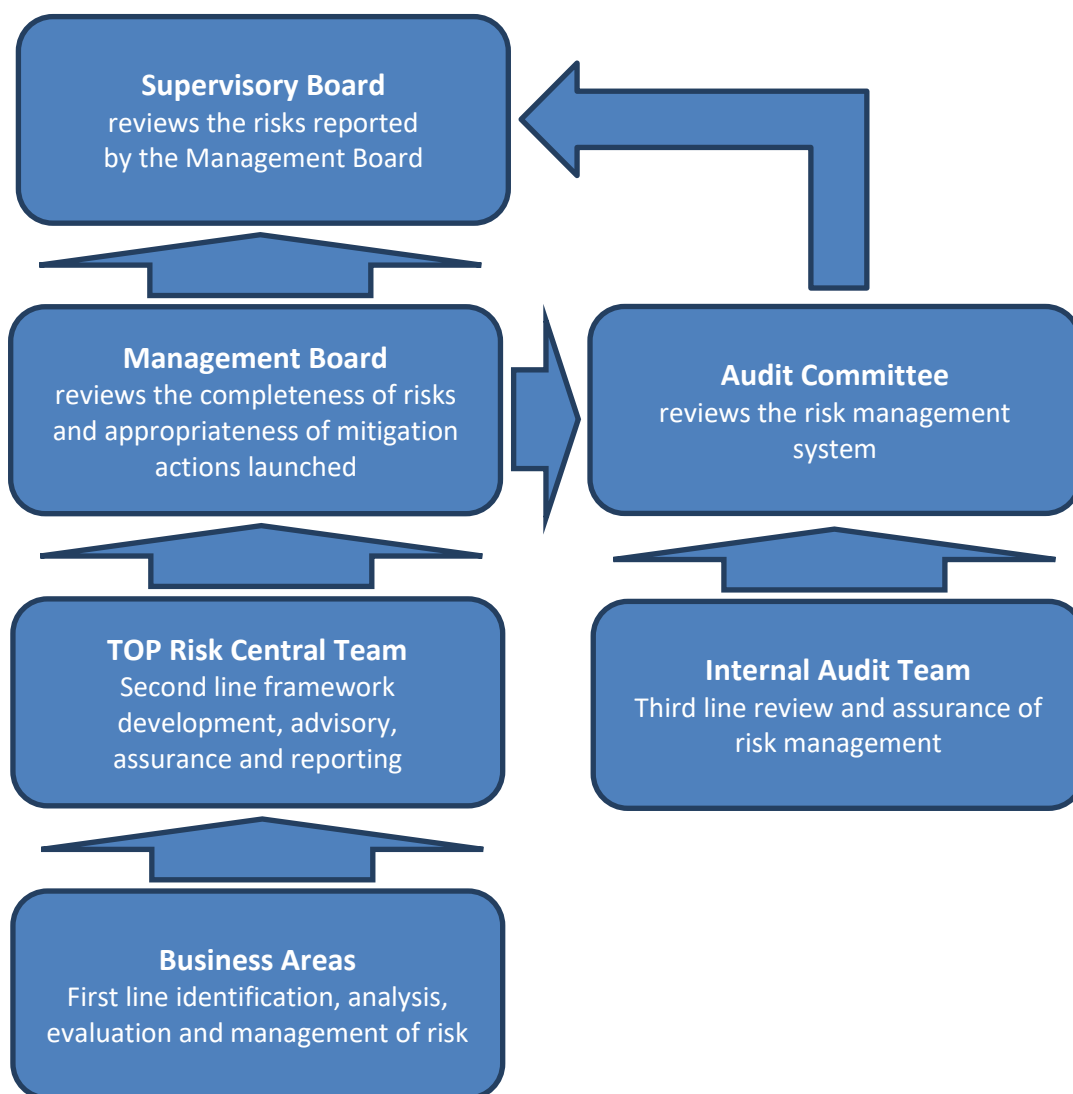 Supervisory Board
reviews the risks reported
by the Management Board
Management Board
reviews the completeness of risks
and appropriateness of mitigation
actions launched
Audit Committee
reviews the risk management
system
TOP Risk Central Team
Second line framework
development, advisory,
assurance and reporting
Internal Audit Team
Third line review and assurance of
risk management
Business Areas
First line identification, analysis,
evaluation and management of risk